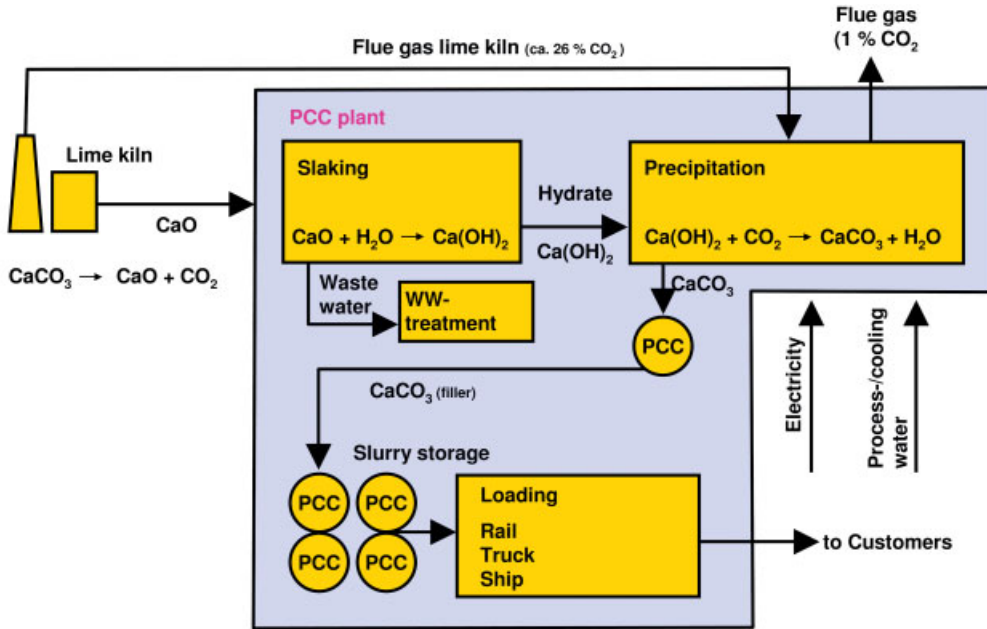 Flue gas
(1 % CO₂
Flue gas lime kiln (ca. 26 % CO₂)
PCC plant
Lime kiln
CaO
CaCO₃ → CaO + CO₂
Slaking
CaO + H₂O → Ca(OH)₂
Hydrate
Ca(OH)₂
Precipitation
Ca(OH)₂ + CO₂ → CaCO₃ + H₂O
Waste
water
WW-
treatment
CaCO₃
PCC
CaCO₃ (filler)
Electricity
Process-/cooling
water
Slurry storage
PCC
PCC
PCC
PCC
Loading
Rail
Truck
Ship
to Customers